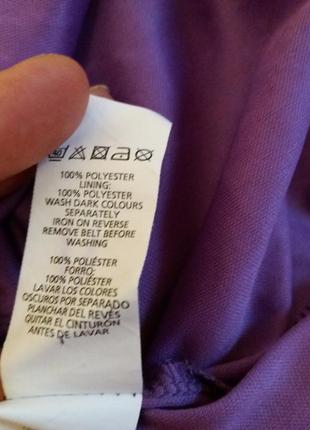 100% POLYESTER
LINING:
100% POLYESTER
WASH DARK COLOURS
SEPARATELY
IRON ON REVERSE
REMOVE BELT BEFORE
WASHING
100% POLIÉSTER
FORRO:
100% POLIÉSTER
LAVAR LOS COLORES
OSCUROS POR SEPARADO
PLANCHAR DEL REVÉS
QUITAR EL CINTURÓN
ANTES DE LAVAR